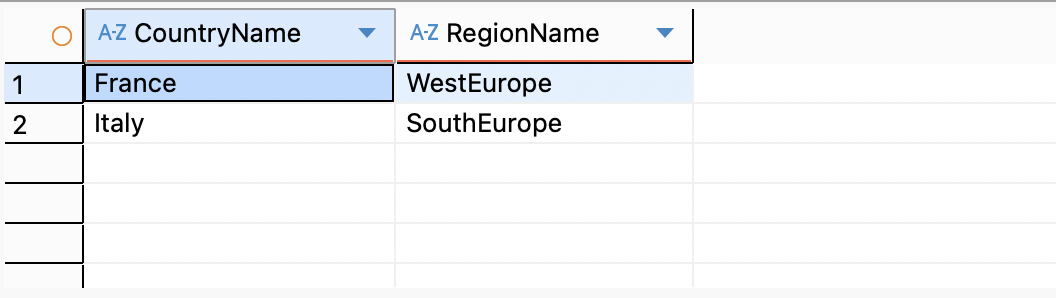 A-Z CountryName A-Z RegionName
1 France WestEurope
2 Italy SouthEurope